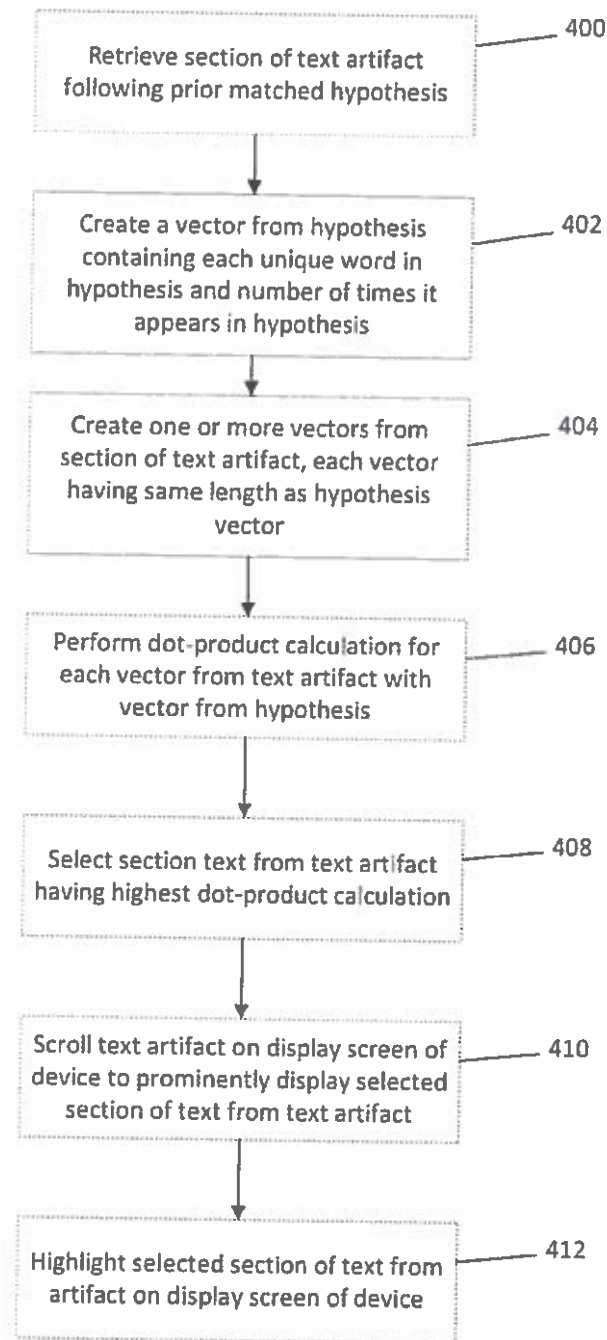 Retrieve section of text artifact
following prior matched hypothesis
400
Create a vector from hypothesis
containing each unique word in
hypothesis and number of times it
appears in hypothesis
402
Create one or more vectors from
section of text artifact, each vector
having same length as hypothesis
vector
404
Perform dot-product calculation for
each vector from text artifact with
vector from hypothesis
406
Select section text from text artifact
having highest dot-product calculation
408
Scroll text artifact on display screen of
device to prominently display selected
section of text from text artifact
410
Highlight selected section of text from
artifact on display screen of device
412